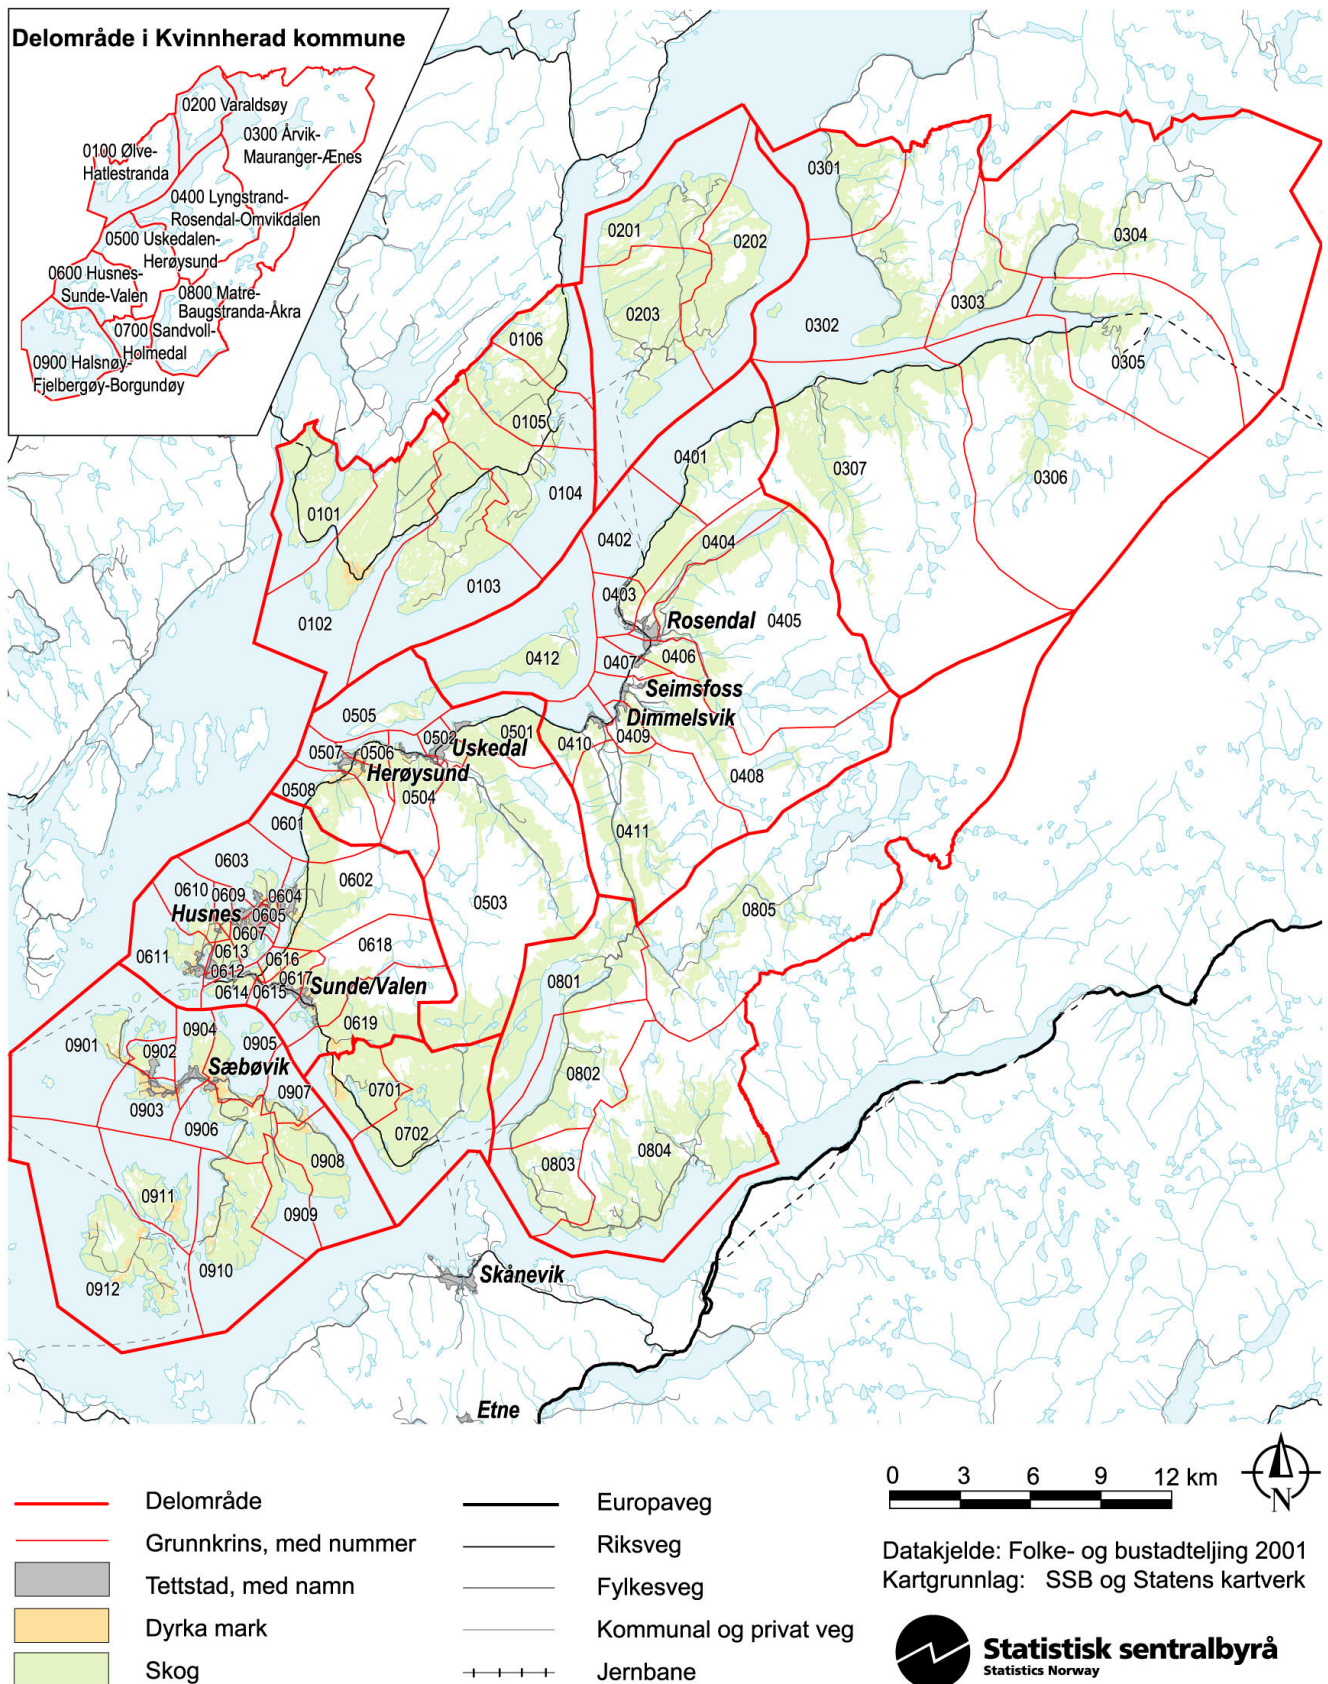 Delområde i Kvinnherad kommune
0200 Varaldsøy
0300 Årvik-
Mauranger-Ænes
0100 Ølve-
Hatlestranda
0400 Lyngstrand-
Rosendal-Omvikdalen
0500 Uskedalen-
Herøysund
0600 Husnes-
Sunde-Valen
0800 Matre-
Baugstranda-Åkra
0700 Sandvoll-
Holmedal
0900 Halsnøy-
Fjelbergøy-Borgundøy
0301
0201
0202
0304
0203
0302
0303
0106
0305
0105
0401
0307
0306
0104
0101
0402
0404
0103
0403
0102
Rosendal
0405
0412
0407
0406
Seimsfoss
0505
Dimmelsvik
0502
0501
0410
0409
0507
0506
Uskedal
Herøysund
0408
0508
0504
0601
0411
0603
0602
0610
0609
0604
0503
0805
Husnes
0605
0607
0611
0613
0616
0618
0612
0617
0801
0614
0615
Sunde/Valen
0619
0904
0901
0902
0905
Sæbøvik
0802
0907
0701
0903
0906
0702
0804
0908
0803
0911
0909
0910
0912
Skånevik
Etne
0 3 6 9 12 km
N
Delområde
Grunnkrins, med nummer
Tettstad, med namn
Dyrka mark
Skog
Europaveg
Riksveg
Fylkesveg
Kommunal og privat veg
Jernbane
Datakjelde: Folke- og bustadteljing 2001
Kartgrunnlag: SSB og Statens kartverk
Statistisk sentralbyrå
Statistics Norway